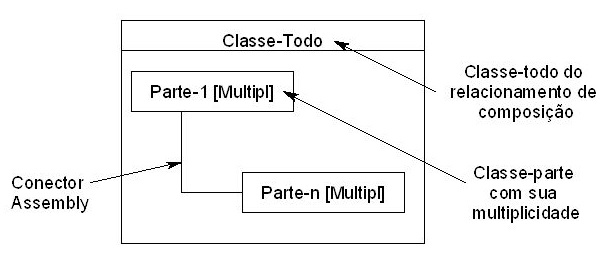 Classe-Todo
Classe-todo do
relacionamento de
composição
Parte-1 [Multipl]
Conector
Assembly
Classe-parte
com sua
multiplicidade
Parte-n [Multipl]